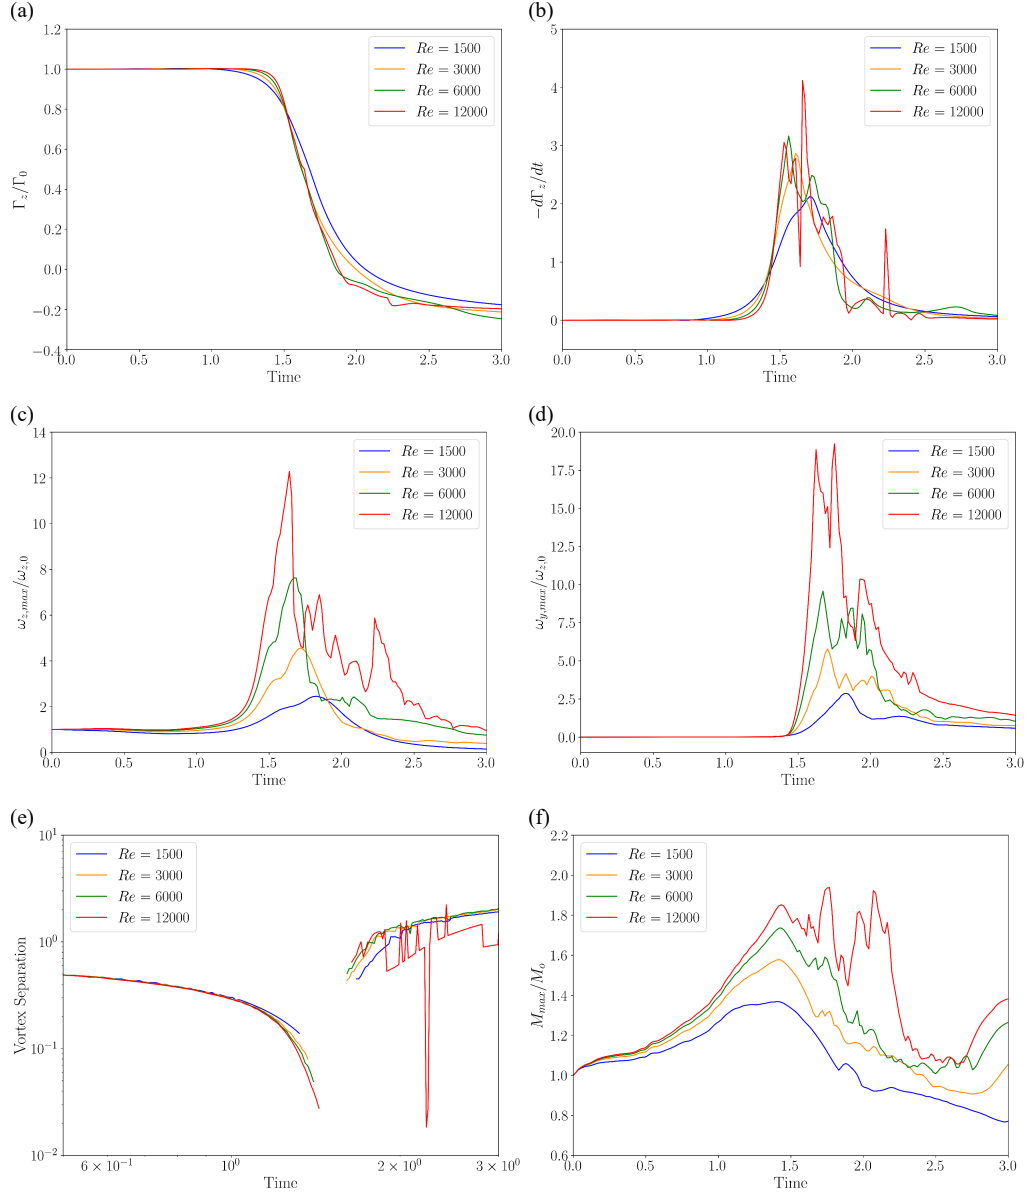 (a)
1.2
1.0
0.8
0.6
0.4
0.2
0.0
−0.2
−0.4
Γz/Γ0
0.0 0.5 1.0 1.5 2.0 2.5 3.0
Time
Re = 1500
Re = 3000
Re = 6000
Re = 12000
(b)
5
4
3
2
1
0
−dΓz/dt
0.0 0.5 1.0 1.5 2.0 2.5 3.0
Time
Re = 1500
Re = 3000
Re = 6000
Re = 12000
(c)
14
12
10
8
6
4
2
0
ωz,max/ωz,0
0.0 0.5 1.0 1.5 2.0 2.5 3.0
Time
Re = 1500
Re = 3000
Re = 6000
Re = 12000
(d)
20.0
17.5
15.0
12.5
10.0
7.5
5.0
2.5
0.0
ωy,max/ωz,0
0.0 0.5 1.0 1.5 2.0 2.5 3.0
Time
Re = 1500
Re = 3000
Re = 6000
Re = 12000
(e)
10¹
10⁰
10⁻¹
10⁻²
Vortex Separation
6 × 10⁻¹ 10⁰ 2 × 10⁰ 3 × 10⁰
Time
Re = 1500
Re = 3000
Re = 6000
Re = 12000
(f)
2.2
2.0
1.8
1.6
1.4
1.2
1.0
0.8
0.6
Mmax/Mo
0.0 0.5 1.0 1.5 2.0 2.5 3.0
Time
Re = 1500
Re = 3000
Re = 6000
Re = 12000